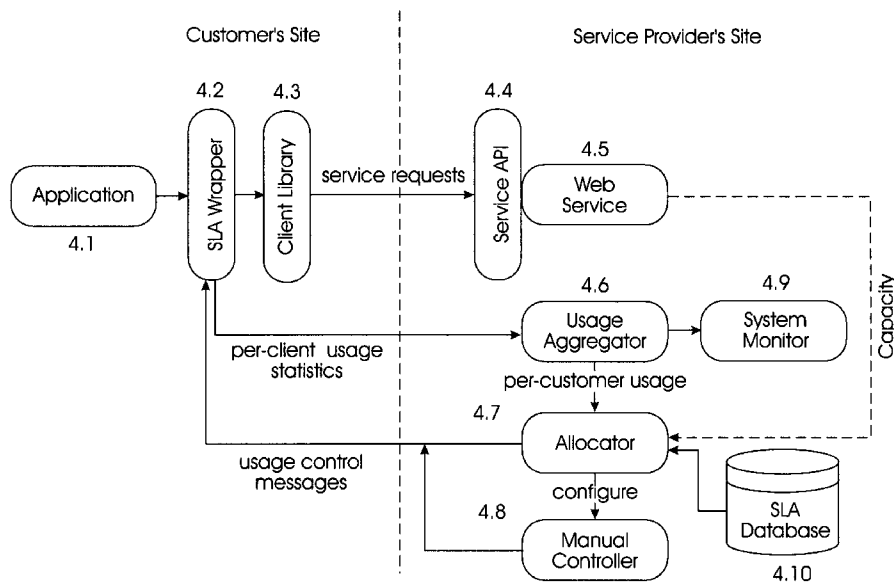 Customer's Site
Service Provider's Site
4.2
4.3
4.4
4.5
Application
4.1
SLA Wrapper
Client Library
service requests
Service API
Web
Service
Capacity
4.6
4.9
Usage
Aggregator
System
Monitor
per-client usage
statistics
per-customer usage
4.7
Allocator
usage control
messages
configure
4.8
Manual
Controller
SLA
Database
4.10